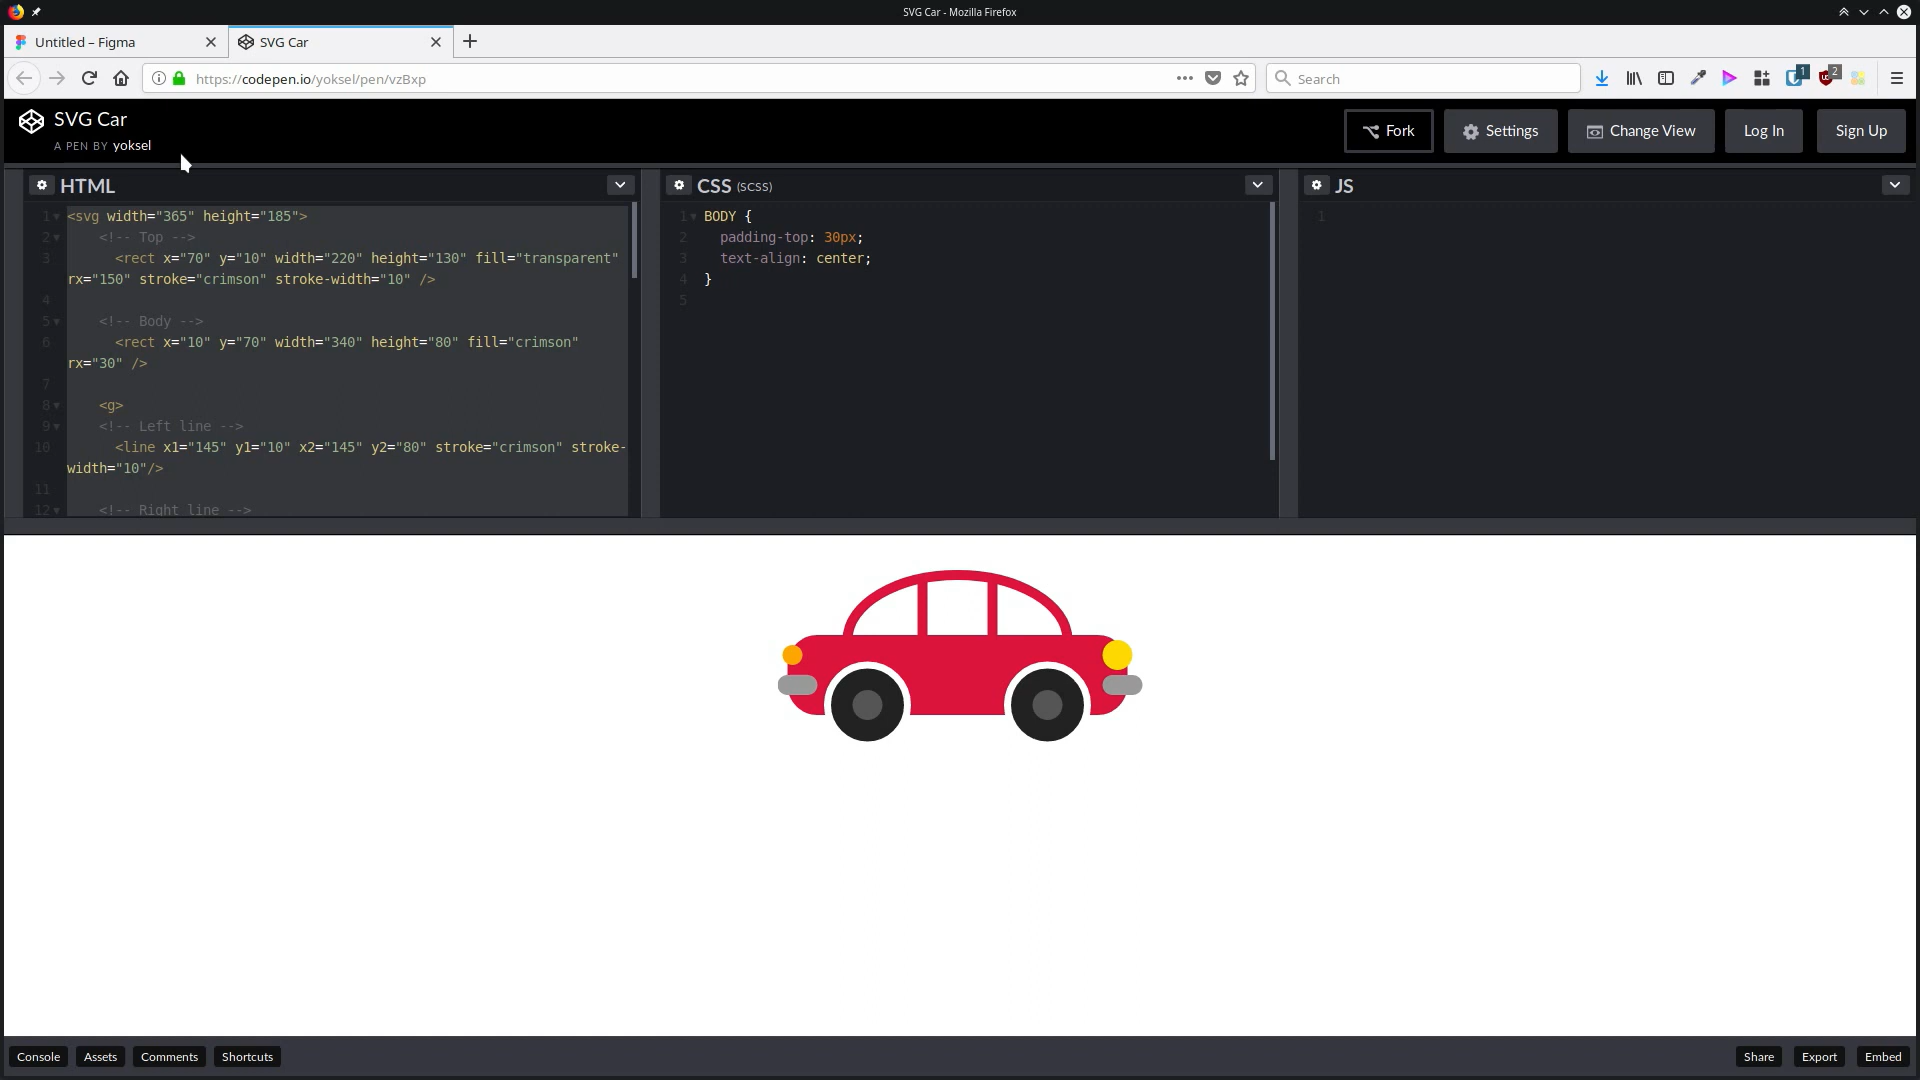 SVG Car - Mozilla Firefox
Untitled – Figma
SVG Car
https://codepen.io/yoksel/pen/vzBxp
Search
1
2
SVG Car
A PEN BY yoksel
Fork
Settings
Change View
Log In
Sign Up
HTML
1 <svg width="365" height="185">
2 <!-- Top -->
3 <rect x="70" y="10" width="220" height="130" fill="transparent"
rx="150" stroke="crimson" stroke-width="10" />
4
5 <!-- Body -->
6 <rect x="10" y="70" width="340" height="80" fill="crimson"
rx="30" />
7
8 <g>
9 <!-- Left line -->
10 <line x1="145" y1="10" x2="145" y2="80" stroke="crimson" stroke-
width="10"/>
11
12 <!-- Right line -->
CSS (SCSS)
1 BODY {
2 padding-top: 30px;
3 text-align: center;
4 }
5
JS
1
Console
Assets
Comments
Shortcuts
Share
Export
Embed